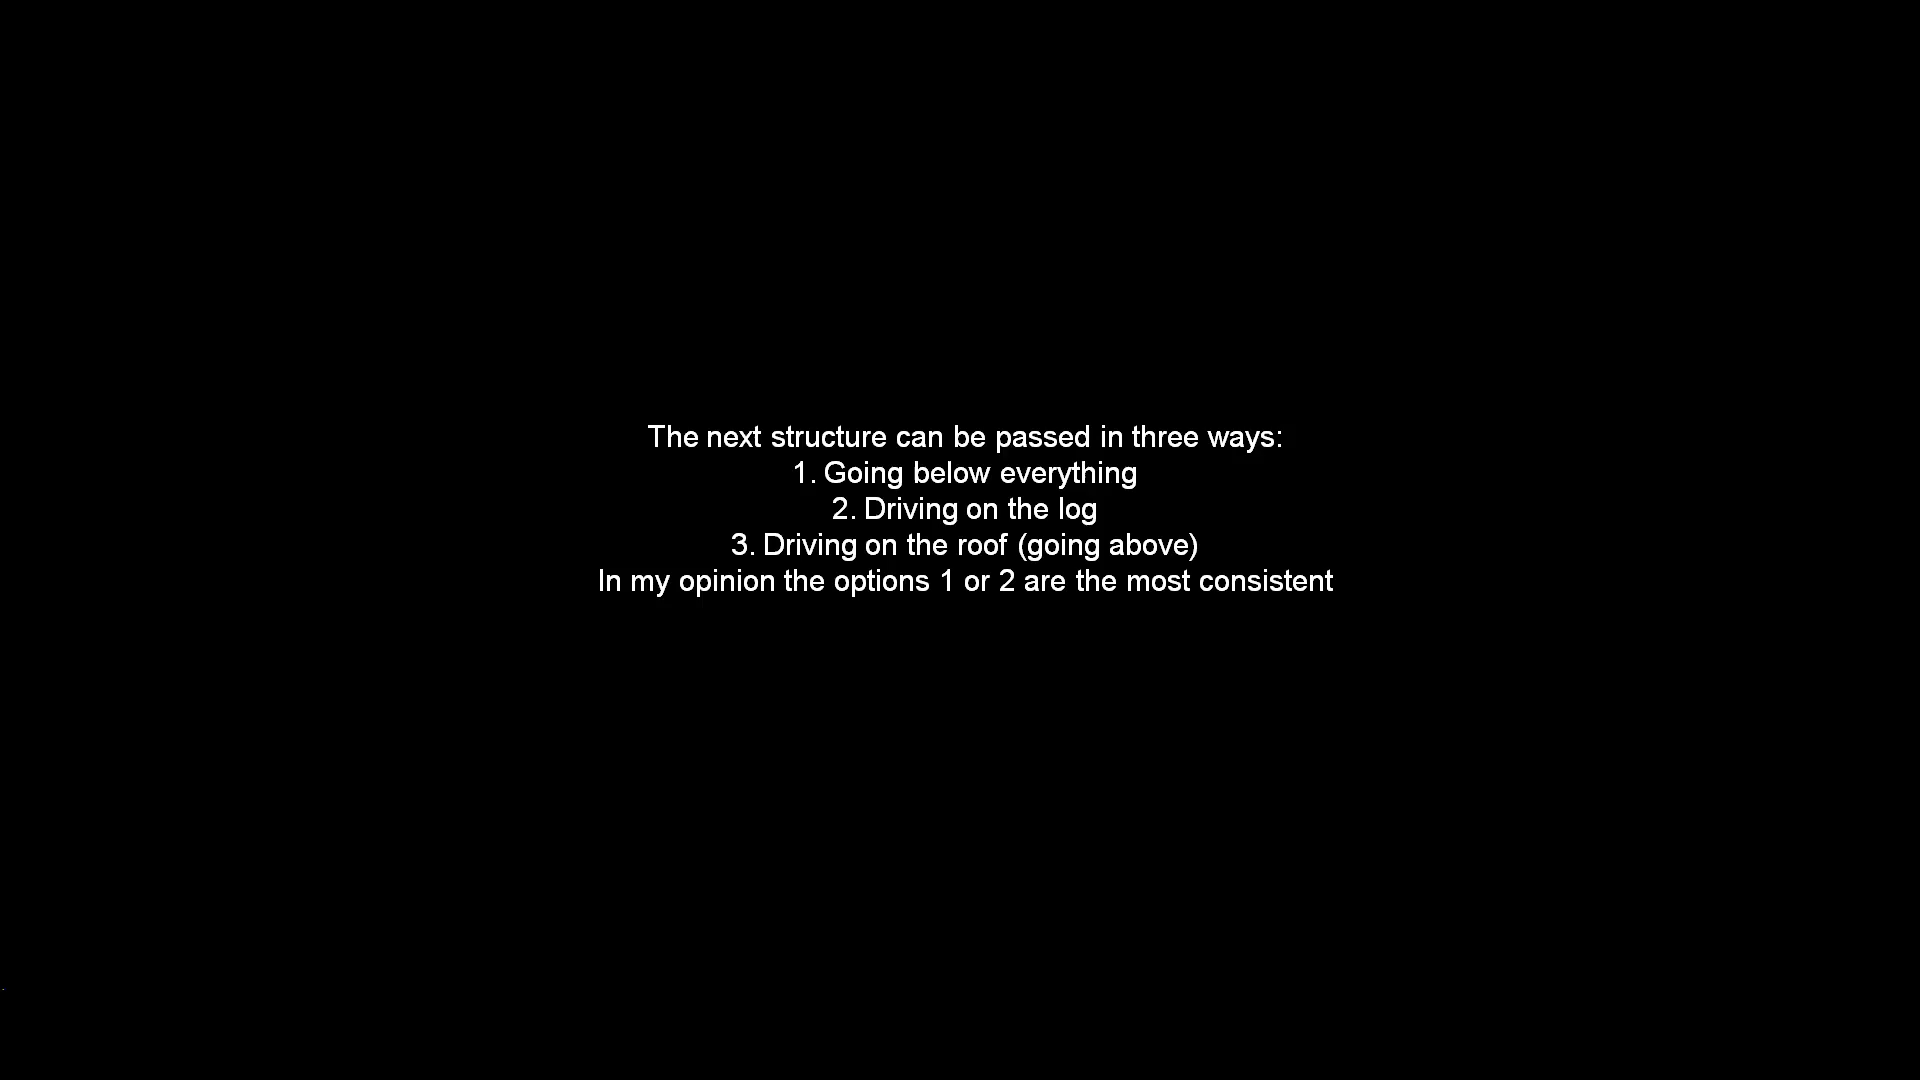 The next structure can be passed in three ways:
1. Going below everything
2. Driving on the log
3. Driving on the roof (going above)
In my opinion the options 1 or 2 are the most consistent